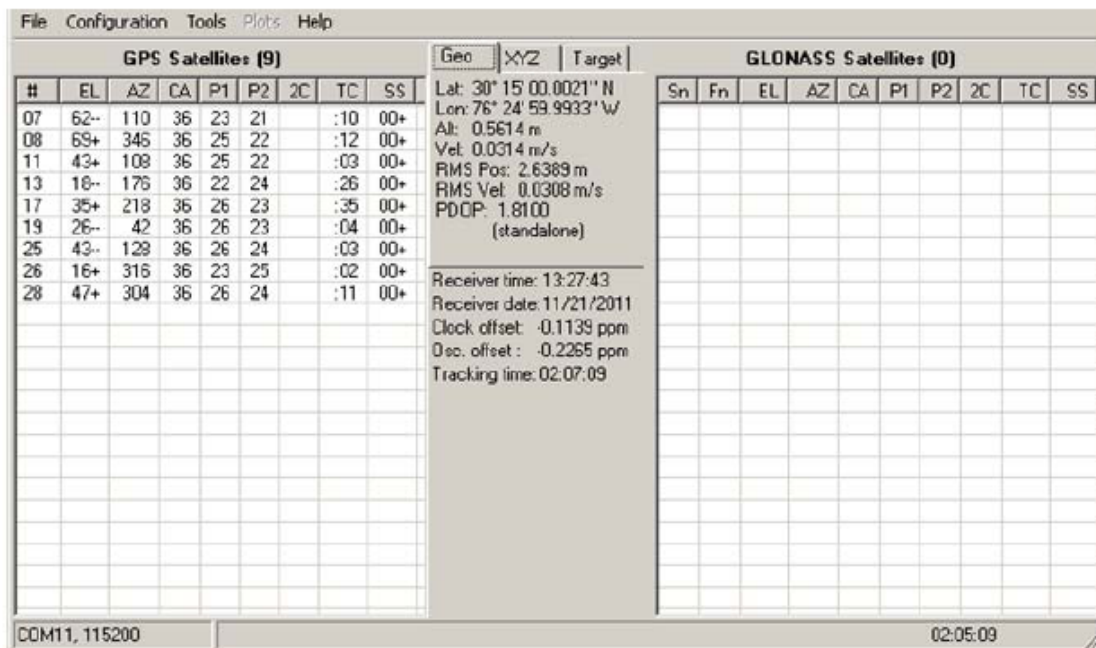 File Configuration Tools Plots Help
GPS Satellites (9)
# EL AZ CA P1 P2 2C TC SS
07 62-- 110 36 23 21 :10 00+
08 69+ 346 36 25 22 :12 00+
11 43+ 108 36 25 22 :03 00+
13 18-- 176 36 22 24 :26 00+
17 35+ 218 36 26 23 :35 00+
19 26-- 42 36 26 23 :04 00+
25 43-- 128 36 26 24 :03 00+
26 16+ 316 36 23 25 :02 00+
28 47+ 304 36 26 24 :11 00+
Geo XYZ Target
Lat: 30° 15' 00.0021" N
Lon: 76° 24' 59.9933" W
Alt: 0.5614 m
Vel: 0.0314 m/s
RMS Pos: 2.6389 m
RMS Vel: 0.0308 m/s
PDOP: 1.8100
(standalone)
Receiver time: 13:27:43
Receiver date: 11/21/2011
Clock offset: -0.1139 ppm
Osc. offset : -0.2265 ppm
Tracking time: 02:07:09
GLONASS Satellites (0)
Sn Fn EL AZ CA P1 P2 2C TC SS
COM11, 115200
02:05:09